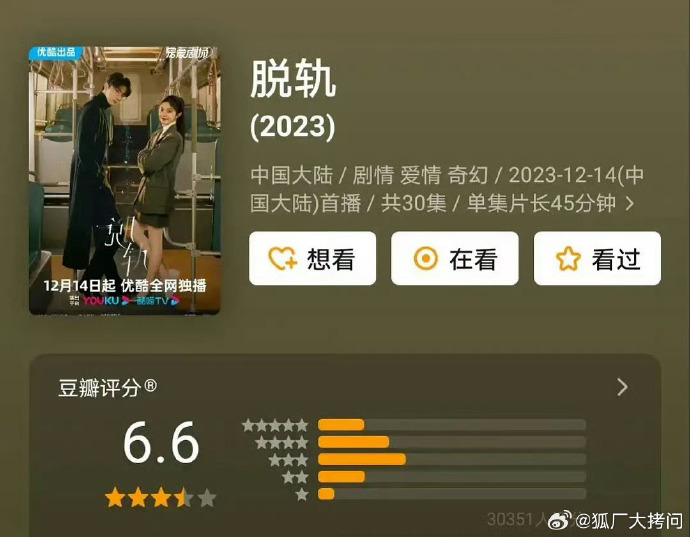 优酷出品
宠爱剧场
脱轨
12月14日起 优酷全网独播
YOUKU 酷喵TV
脱轨
(2023)
中国大陆 / 剧情 爱情 奇幻 / 2023-12-14(中
国大陆)首播 / 共30集 / 单集片长45分钟
想看
在看
看过
豆瓣评分®
6.6
30351人
@狐厂大拷问